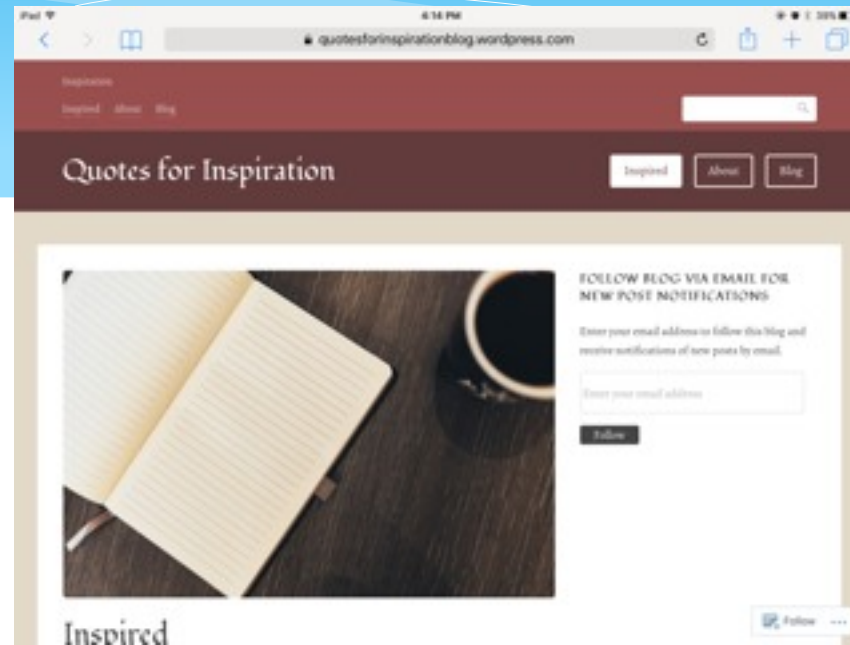 iPad
4:14 PM
39%
quotesforinspirationblog.wordpress.com
Inspiration
Inspired About Blog
Quotes for Inspiration
Inspired About Blog
FOLLOW BLOG VIA EMAIL FOR
NEW POST NOTIFICATIONS
Enter your email address to follow this blog and
receive notifications of new posts by email.
Enter your email address
Follow
Follow
Inspired